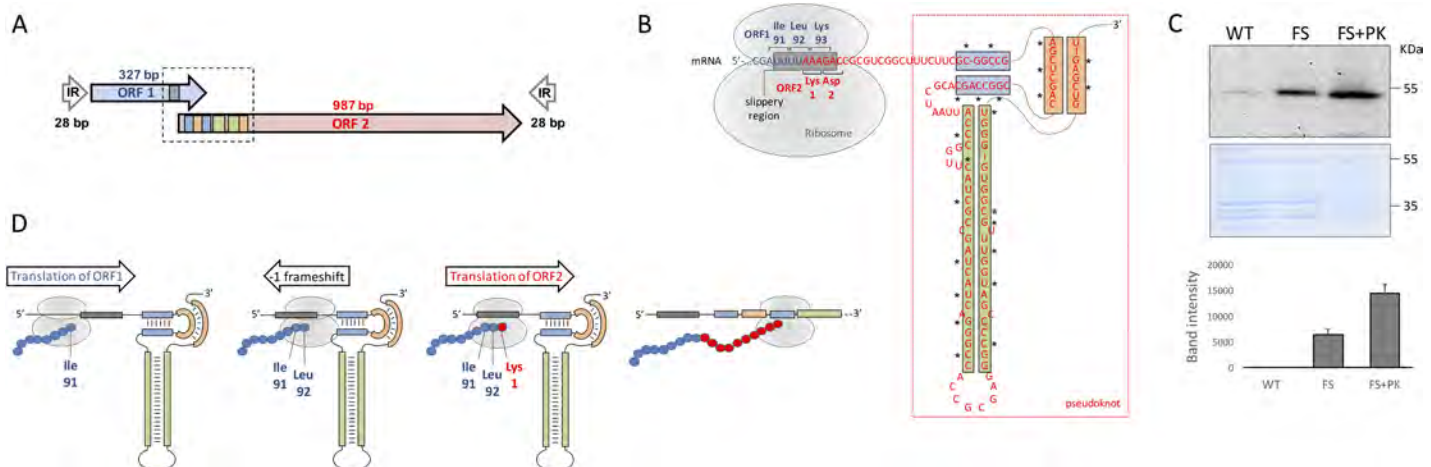 A
327 bp
IR
ORF 1
IR
28 bp
987 bp
28 bp
ORF 2
B
ORF1
Ile Leu Lys
91 92 93
mRNA 5'-..CGAUUUUAAAGACCGCGUCGGCUUUCUUCGC-GGCCG
3'
Lys Asp
ORF2 1 2
slippery
region
Ribosome
GCACGACCGGC
UAAUU
pseudoknot
C
WT FS FS+PK
KDa
55
55
35
Band intensity
20000
15000
10000
5000
0
WT FS FS+PK
D
Translation of ORF1
5' 3'
Ile
91
-1 frameshift
5' 3'
Ile Leu
91 92
Translation of ORF2
5' 3'
Ile Leu Lys
91 92 1
5' --3'